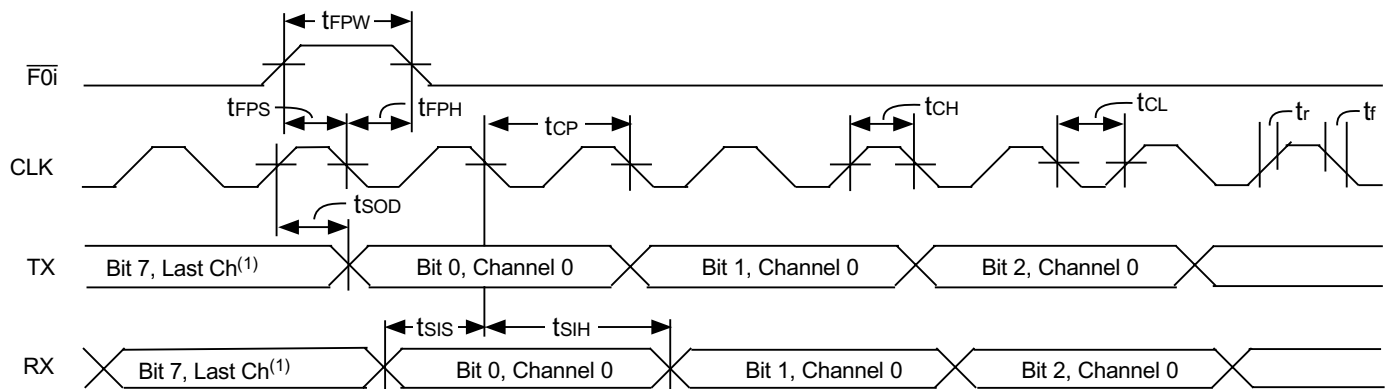 tFPW
F0i
tFPS
tFPH
tCP
tCH
tCL
tr
tf
CLK
tSOD
TX
Bit 7, Last Ch(1)
Bit 0, Channel 0
Bit 1, Channel 0
Bit 2, Channel 0
tSIS
tSIH
RX
Bit 7, Last Ch(1)
Bit 0, Channel 0
Bit 1, Channel 0
Bit 2, Channel 0